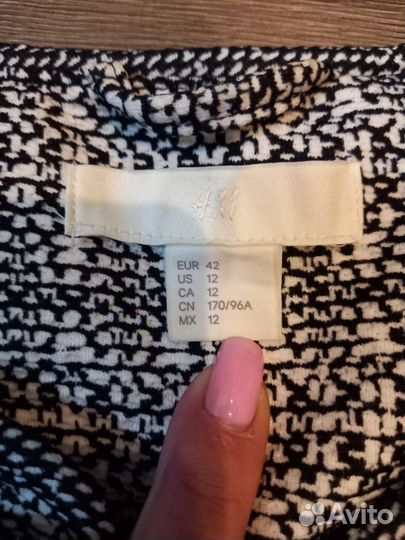 H&M
EUR 42
US 12
CA 12
CN 170/96A
MX 12
Avito